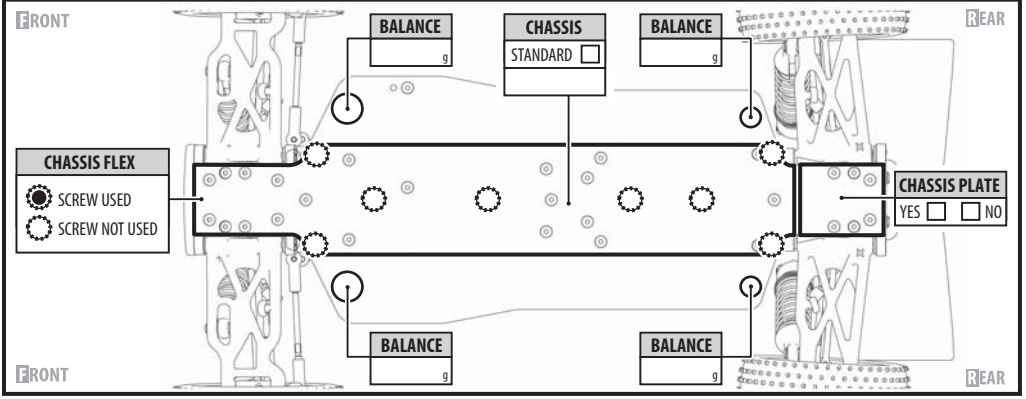 FRONT
BALANCE
g
CHASSIS
STANDARD
BALANCE
g
REAR
CHASSIS FLEX
SCREW USED
SCREW NOT USED
CHASSIS PLATE
YES NO
FRONT
BALANCE
g
BALANCE
g
REAR